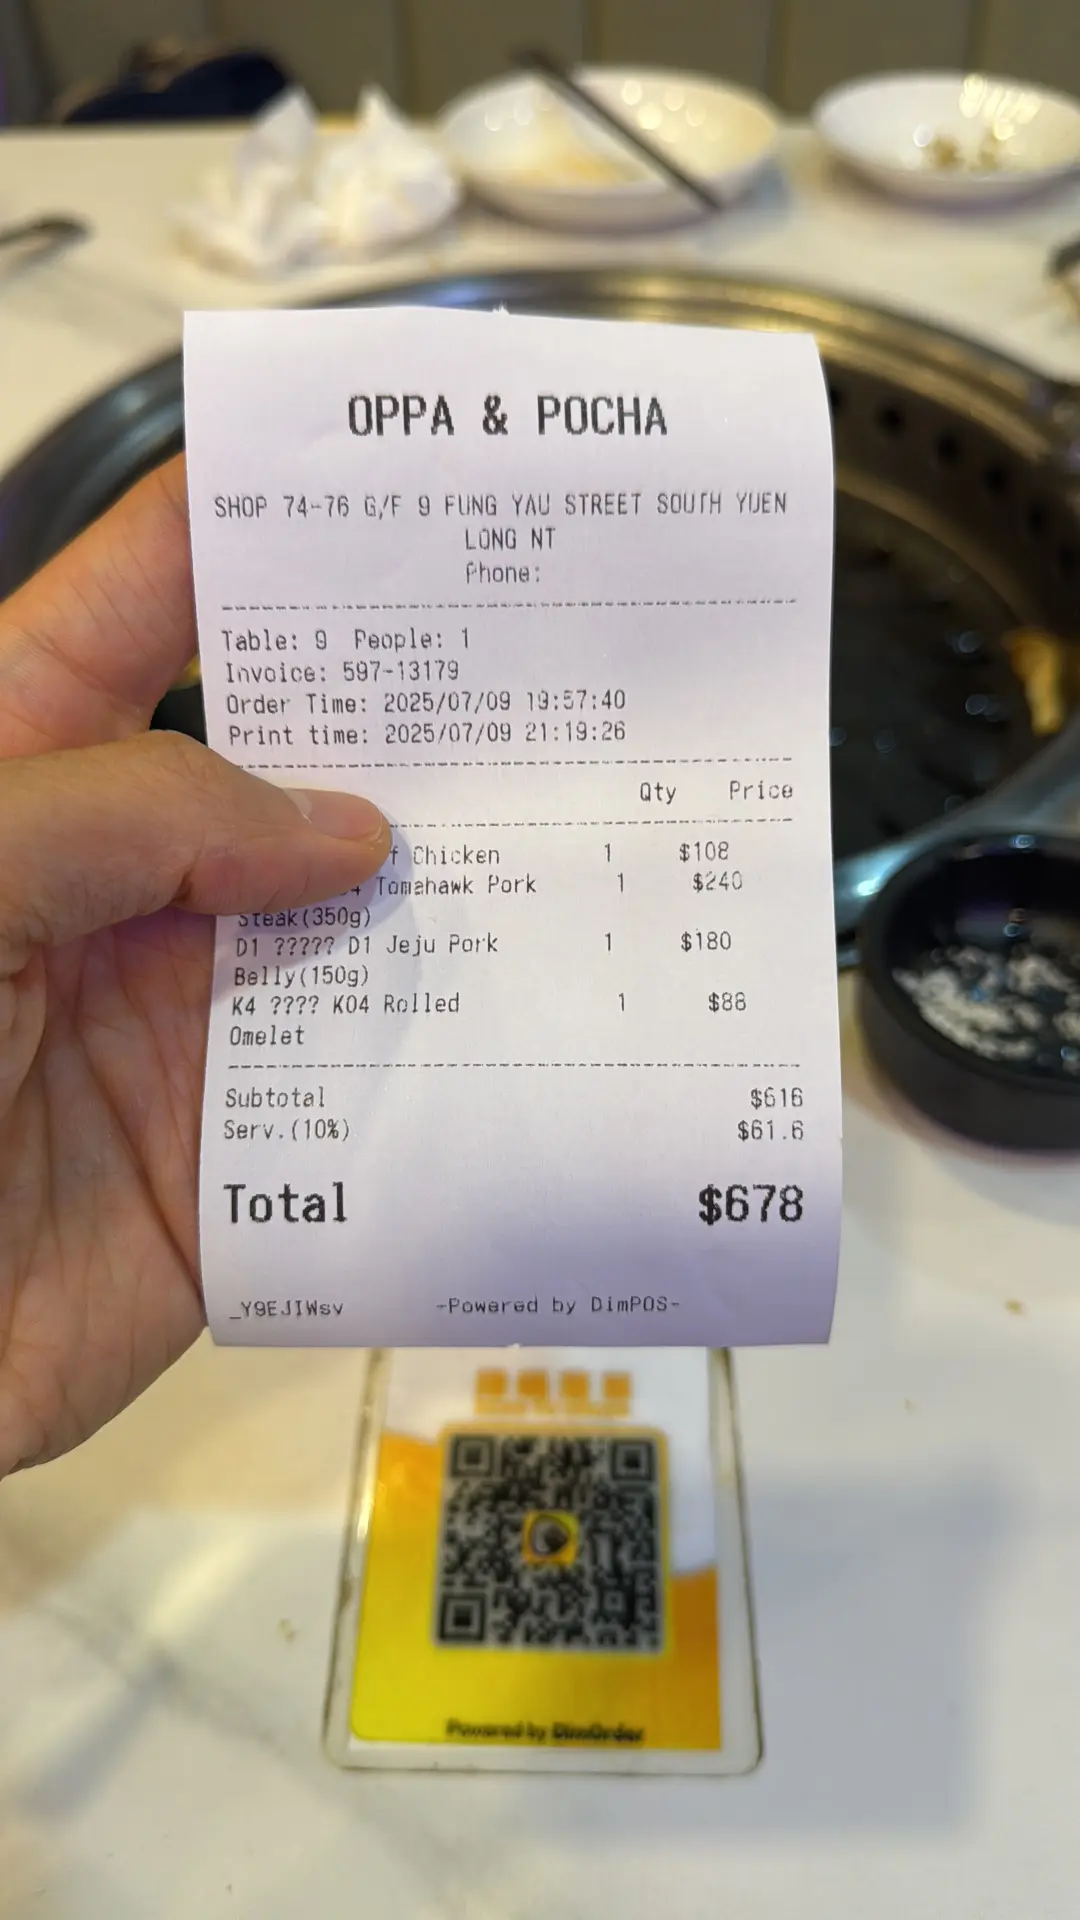 OPPA & POCHA
SHOP 74-76 G/F 9 FUNG YAU STREET SOUTH YUEN
LONG NT
Phone:
Table: 9 People: 1
Invoice: 597-13179
Order Time: 2025/07/09 19:57:40
Print time: 2025/07/09 21:19:26
Qty Price
Chicken 1 $108
Tomahawk Pork 1 $240
Steak(350g)
D1 ????? D1 Jeju Pork 1 $180
Belly(150g)
K4 ???? K04 Rolled 1 $88
Omelet
Subtotal $616
Serv.(10%) $61.6
Total $678
_Y9EJIWsv -Powered by DimPOS-
Powered by DimOrder